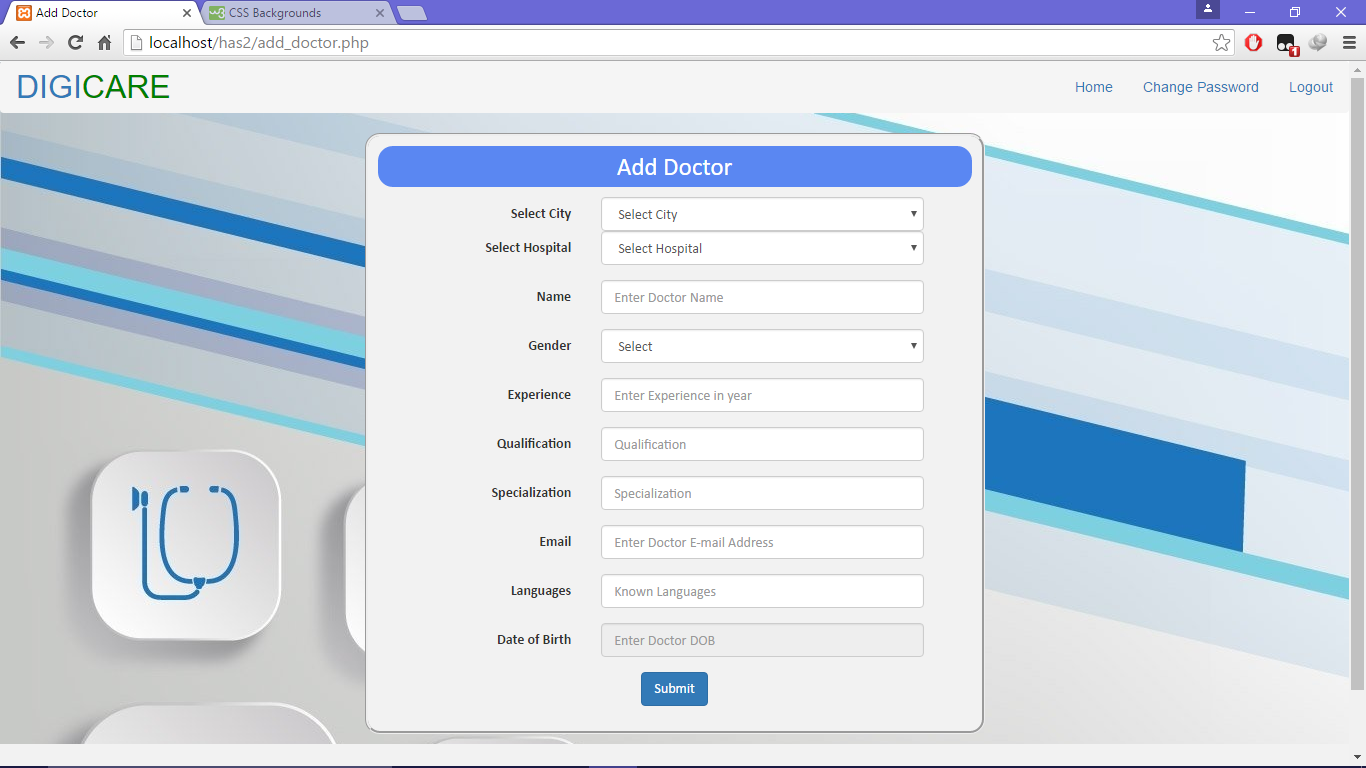 Add Doctor
CSS Backgrounds
localhost/has2/add_doctor.php
1
DIGICARE
Home Change Password Logout
Add Doctor
Select City Select City
Select Hospital Select Hospital
Name Enter Doctor Name
Gender Select
Experience Enter Experience in year
Qualification Qualification
Specialization Specialization
Email Enter Doctor E-mail Address
Languages Known Languages
Date of Birth Enter Doctor DOB
Submit